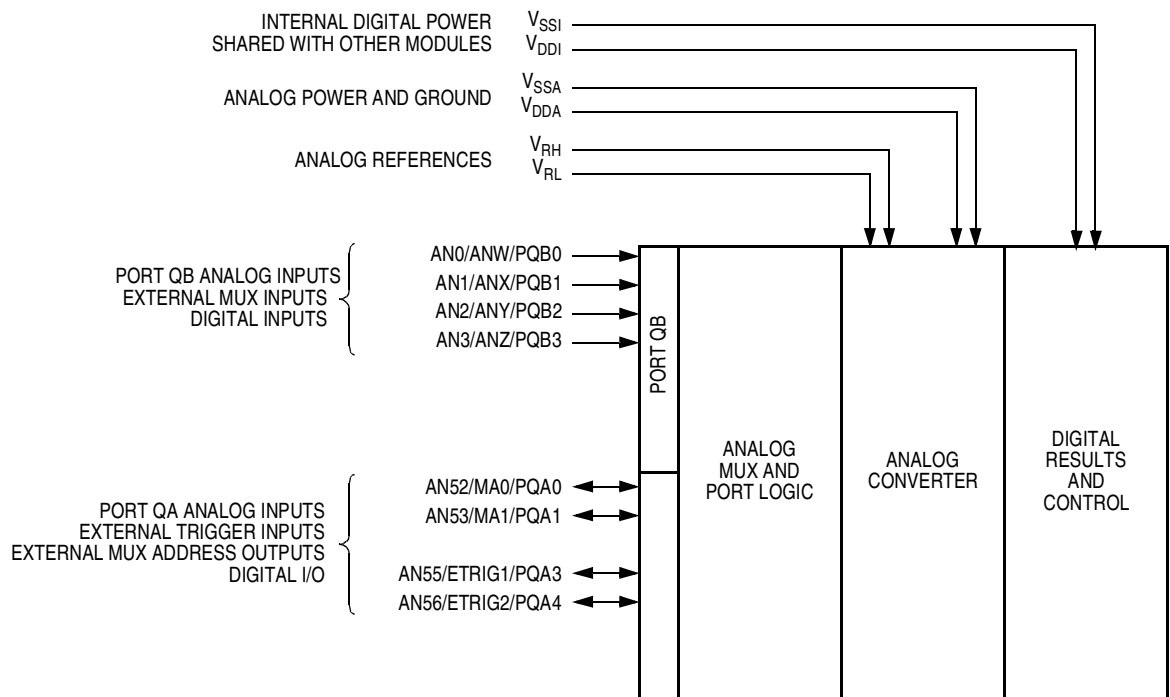 INTERNAL DIGITAL POWER
SHARED WITH OTHER MODULES
VSSI
VDDI
ANALOG POWER AND GROUND
VSSA
VDDA
ANALOG REFERENCES
VRH
VRL
PORT QB ANALOG INPUTS
EXTERNAL MUX INPUTS
DIGITAL INPUTS
AN0/ANW/PQB0
AN1/ANX/PQB1
AN2/ANY/PQB2
AN3/ANZ/PQB3
PORT QB
PORT QA ANALOG INPUTS
EXTERNAL TRIGGER INPUTS
EXTERNAL MUX ADDRESS OUTPUTS
DIGITAL I/O
AN52/MA0/PQA0
AN53/MA1/PQA1
AN55/ETRIG1/PQA3
AN56/ETRIG2/PQA4
ANALOG
MUX AND
PORT LOGIC
ANALOG
CONVERTER
DIGITAL
RESULTS
AND
CONTROL